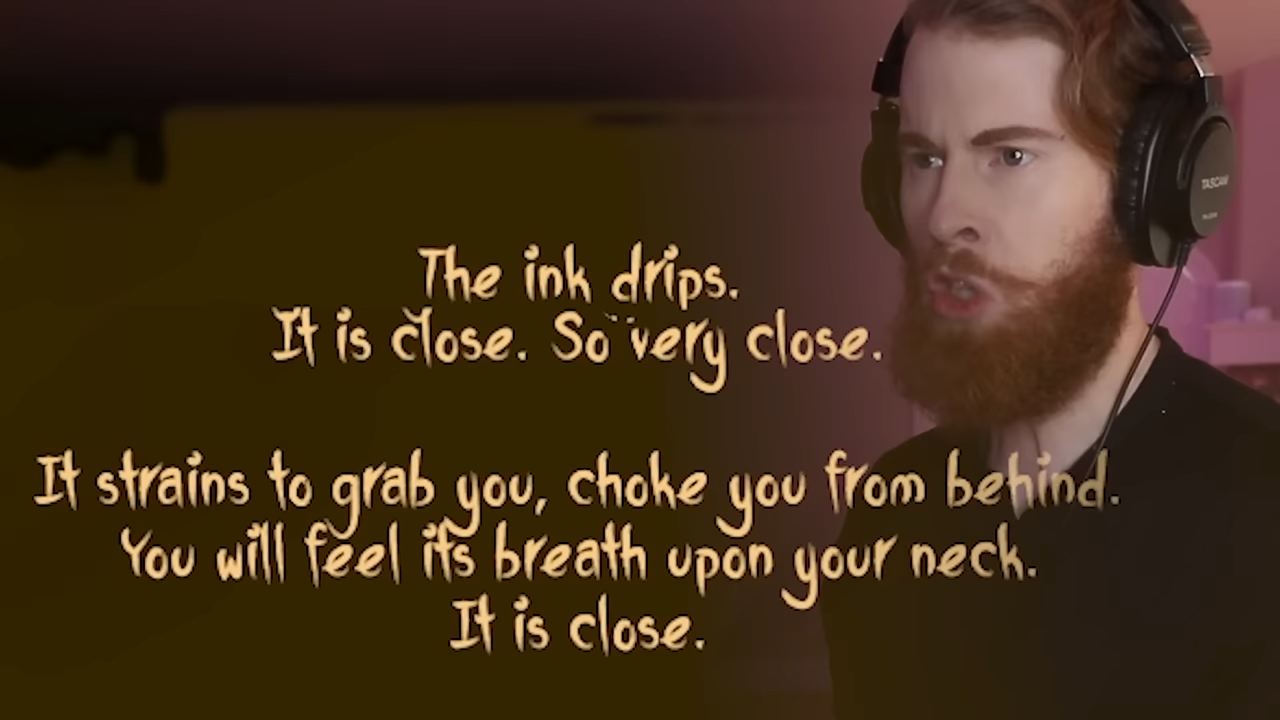 The ink drips.
It is close. So very close.
It strains to grab you, choke you from behind.
You will feel its breath upon your neck.
It is close.
TASCAM